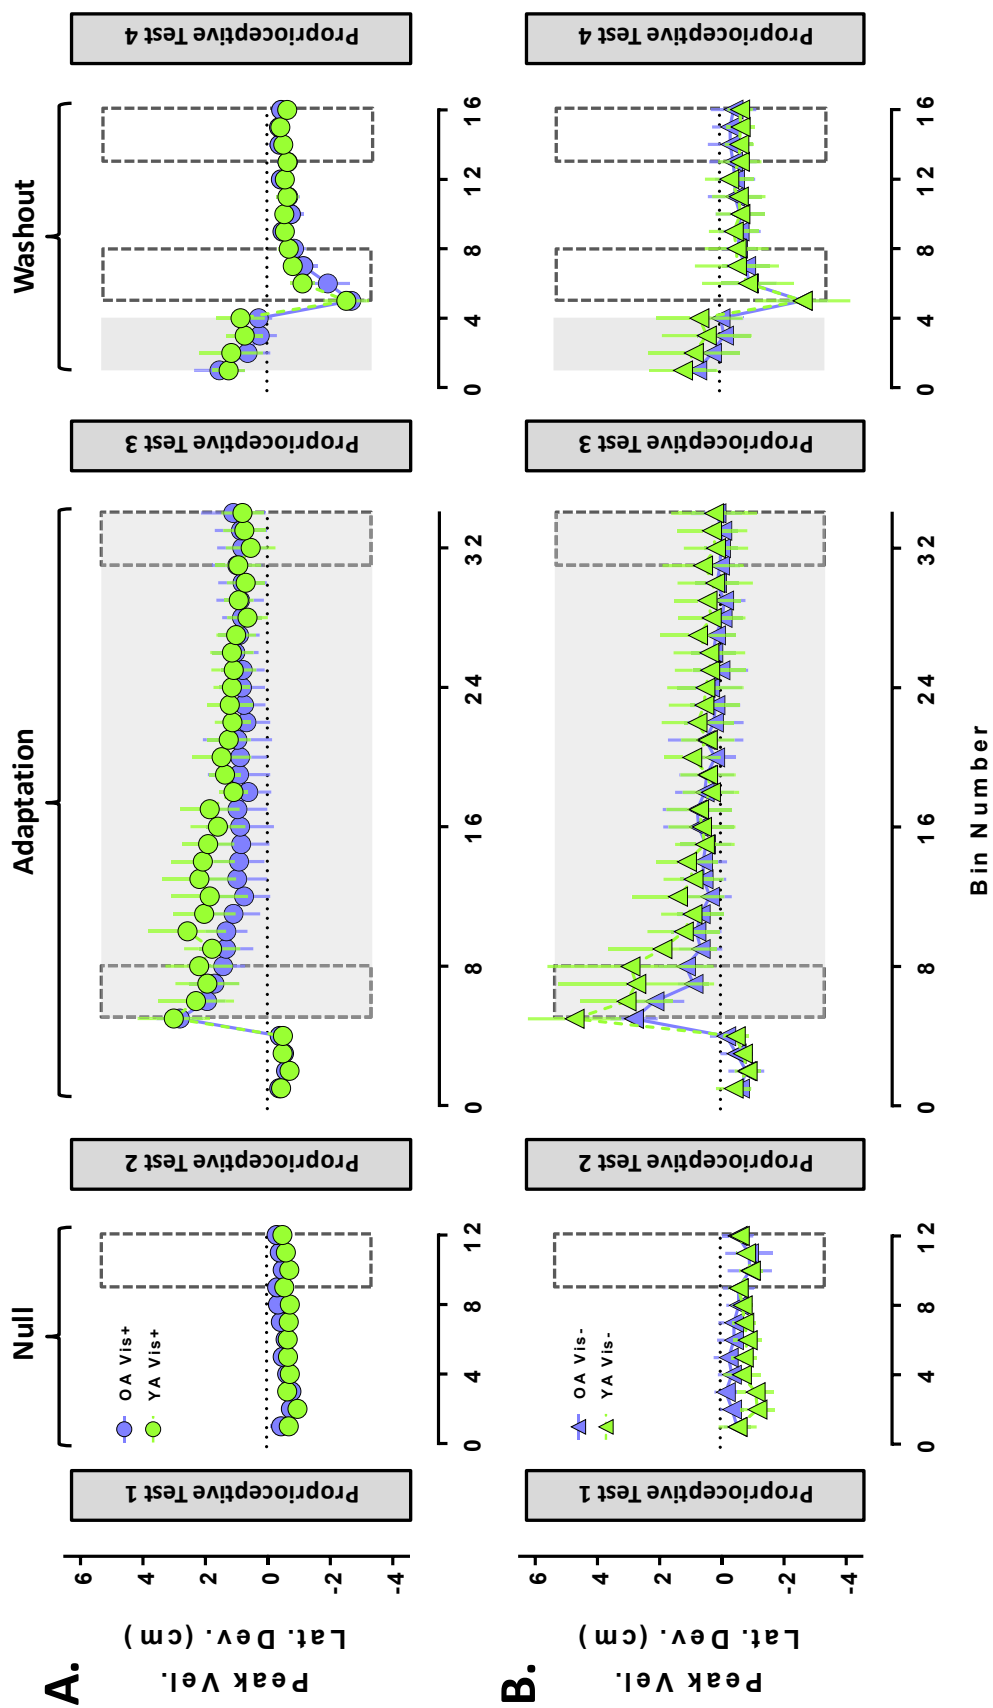 A.
Null
Adaptation
Washout
Peak Vel.
Lat. Dev. (cm)
6
4
2
0
-2
-4
Proprioceptive Test 1
OA Vis+
YA Vis+
0 4 8 12
Proprioceptive Test 2
0 8 16 24 32
Proprioceptive Test 3
0 4 8 12 16
Proprioceptive Test 4
B.
Peak Vel.
Lat. Dev. (cm)
6
4
2
0
-2
-4
Proprioceptive Test 1
OA Vis-
YA Vis-
0 4 8 12
Proprioceptive Test 2
0 8 16 24 32
Proprioceptive Test 3
0 4 8 12 16
Proprioceptive Test 4
Bin Number